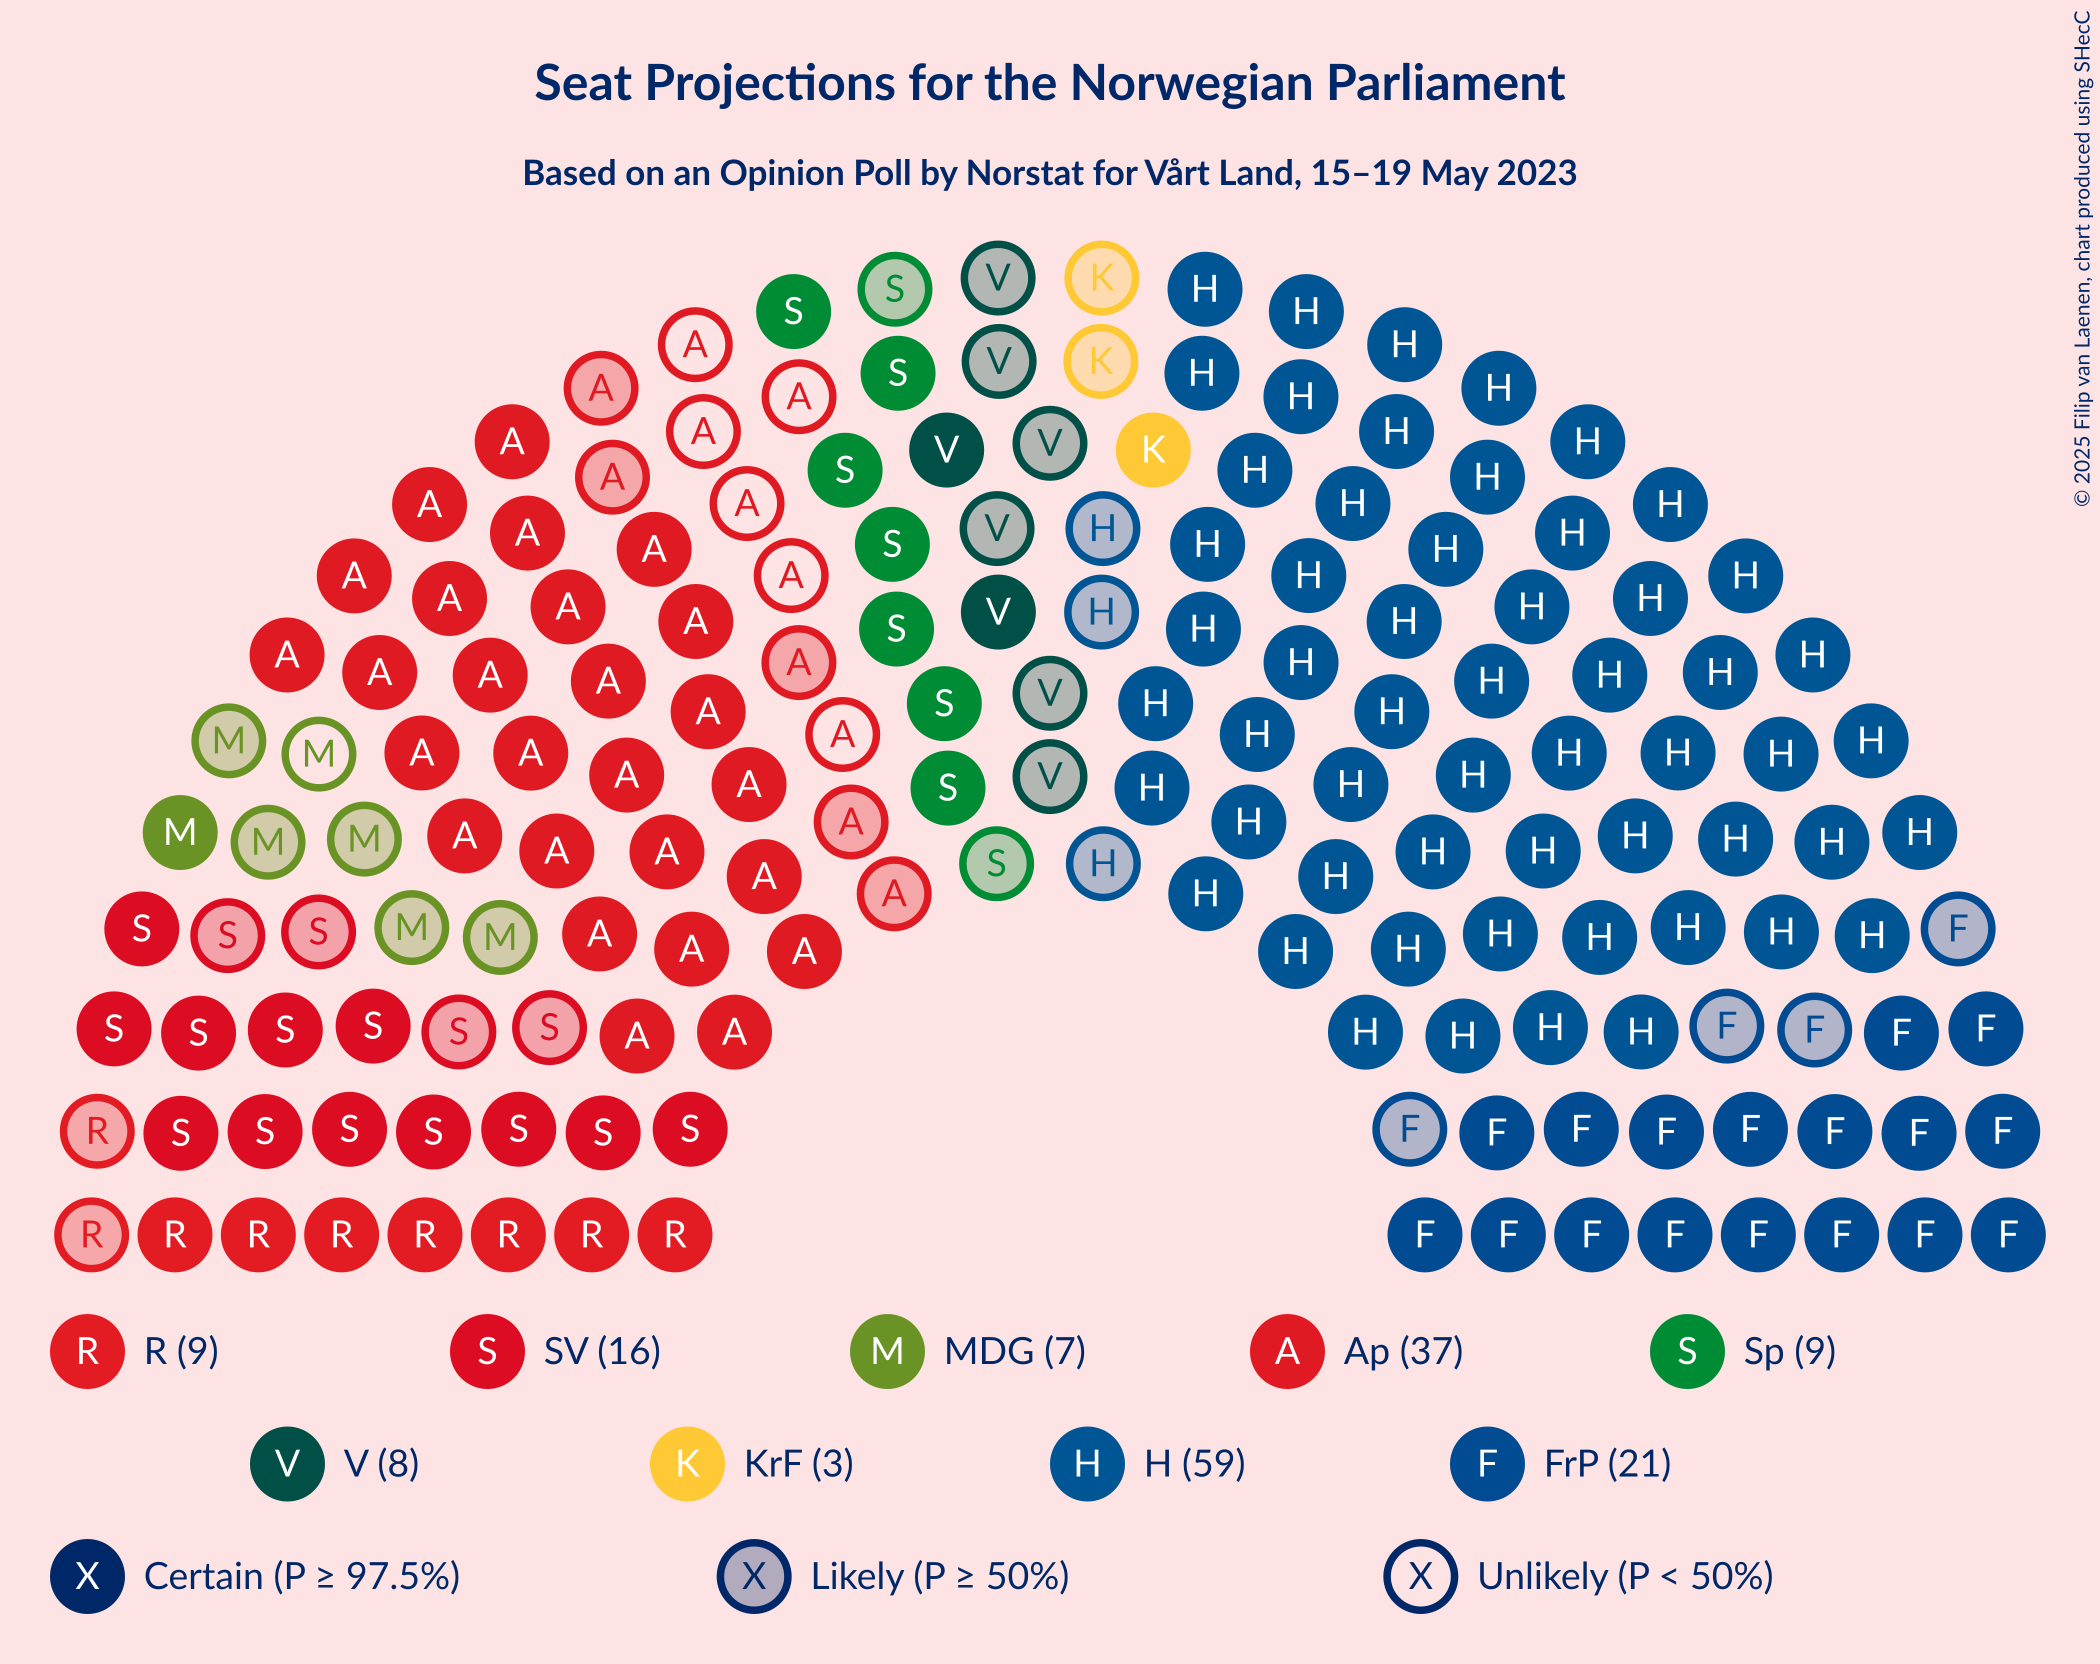 Seat Projections for the Norwegian Parliament
Based on an Opinion Poll by Norstat for Vårt Land, 15–19 May 2023
© 2025 Filip van Laenen, chart produced using SHecC
S S V K H H
A A H H
S V K H
A A H H
A A V H H
A S V K H H
A A H H
A A S V H H H H
A A A H H H
A A S V H H H H
A A A S H H H H
A A A A S V H H H H H
M M A A A A S V H H H H H H
M M M A A A A A H H H H H H
A A A S H H H H H H
S S S M M A A A H H H H H H H F
S S S S S S A A H H H H F F F F
R S S S S S S S F F F F F F F F
R R R R R R R R F F F F F F F F
R R (9) S SV (16) M MDG (7) A Ap (37) S Sp (9)
V V (8) K KrF (3) H H (59) F FrP (21)
X Certain (P ≥ 97.5%) X Likely (P ≥ 50%) X Unlikely (P < 50%)